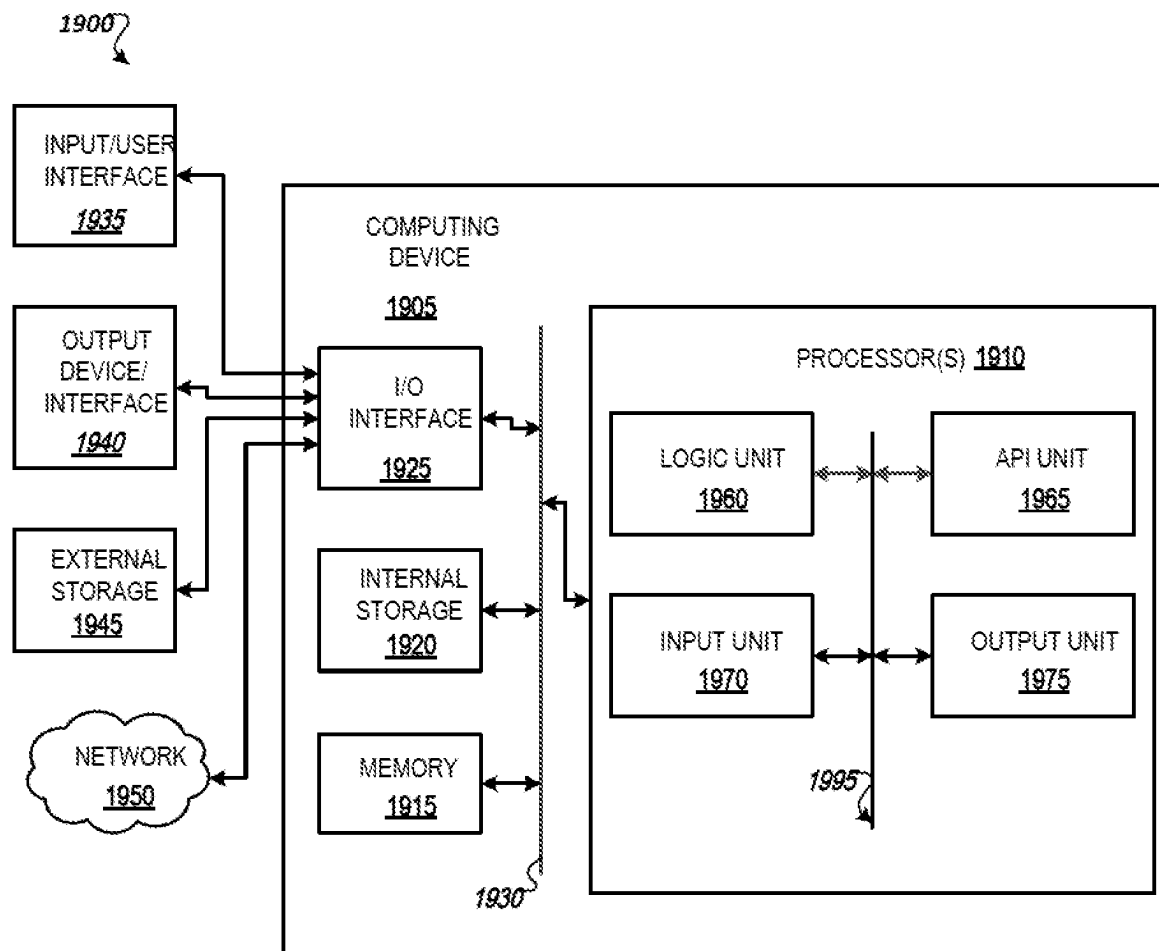 1900
INPUT/USER
INTERFACE
1935
OUTPUT
DEVICE/
INTERFACE
1940
EXTERNAL
STORAGE
1945
NETWORK
1950
COMPUTING
DEVICE
1905
I/O
INTERFACE
1925
INTERNAL
STORAGE
1920
MEMORY
1915
1930
PROCESSOR(S) 1910
LOGIC UNIT
1960
API UNIT
1965
INPUT UNIT
1970
OUTPUT UNIT
1975
1995